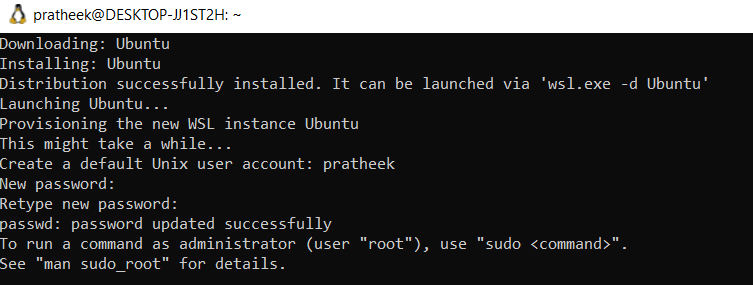 pratheek@DESKTOP-JJ1ST2H: ~
Downloading: Ubuntu
Installing: Ubuntu
Distribution successfully installed. It can be launched via 'wsl.exe -d Ubuntu'
Launching Ubuntu...
Provisioning the new WSL instance Ubuntu
This might take a while...
Create a default Unix user account: pratheek
New password:
Retype new password:
passwd: password updated successfully
To run a command as administrator (user "root"), use "sudo <command>".
See "man sudo_root" for details.